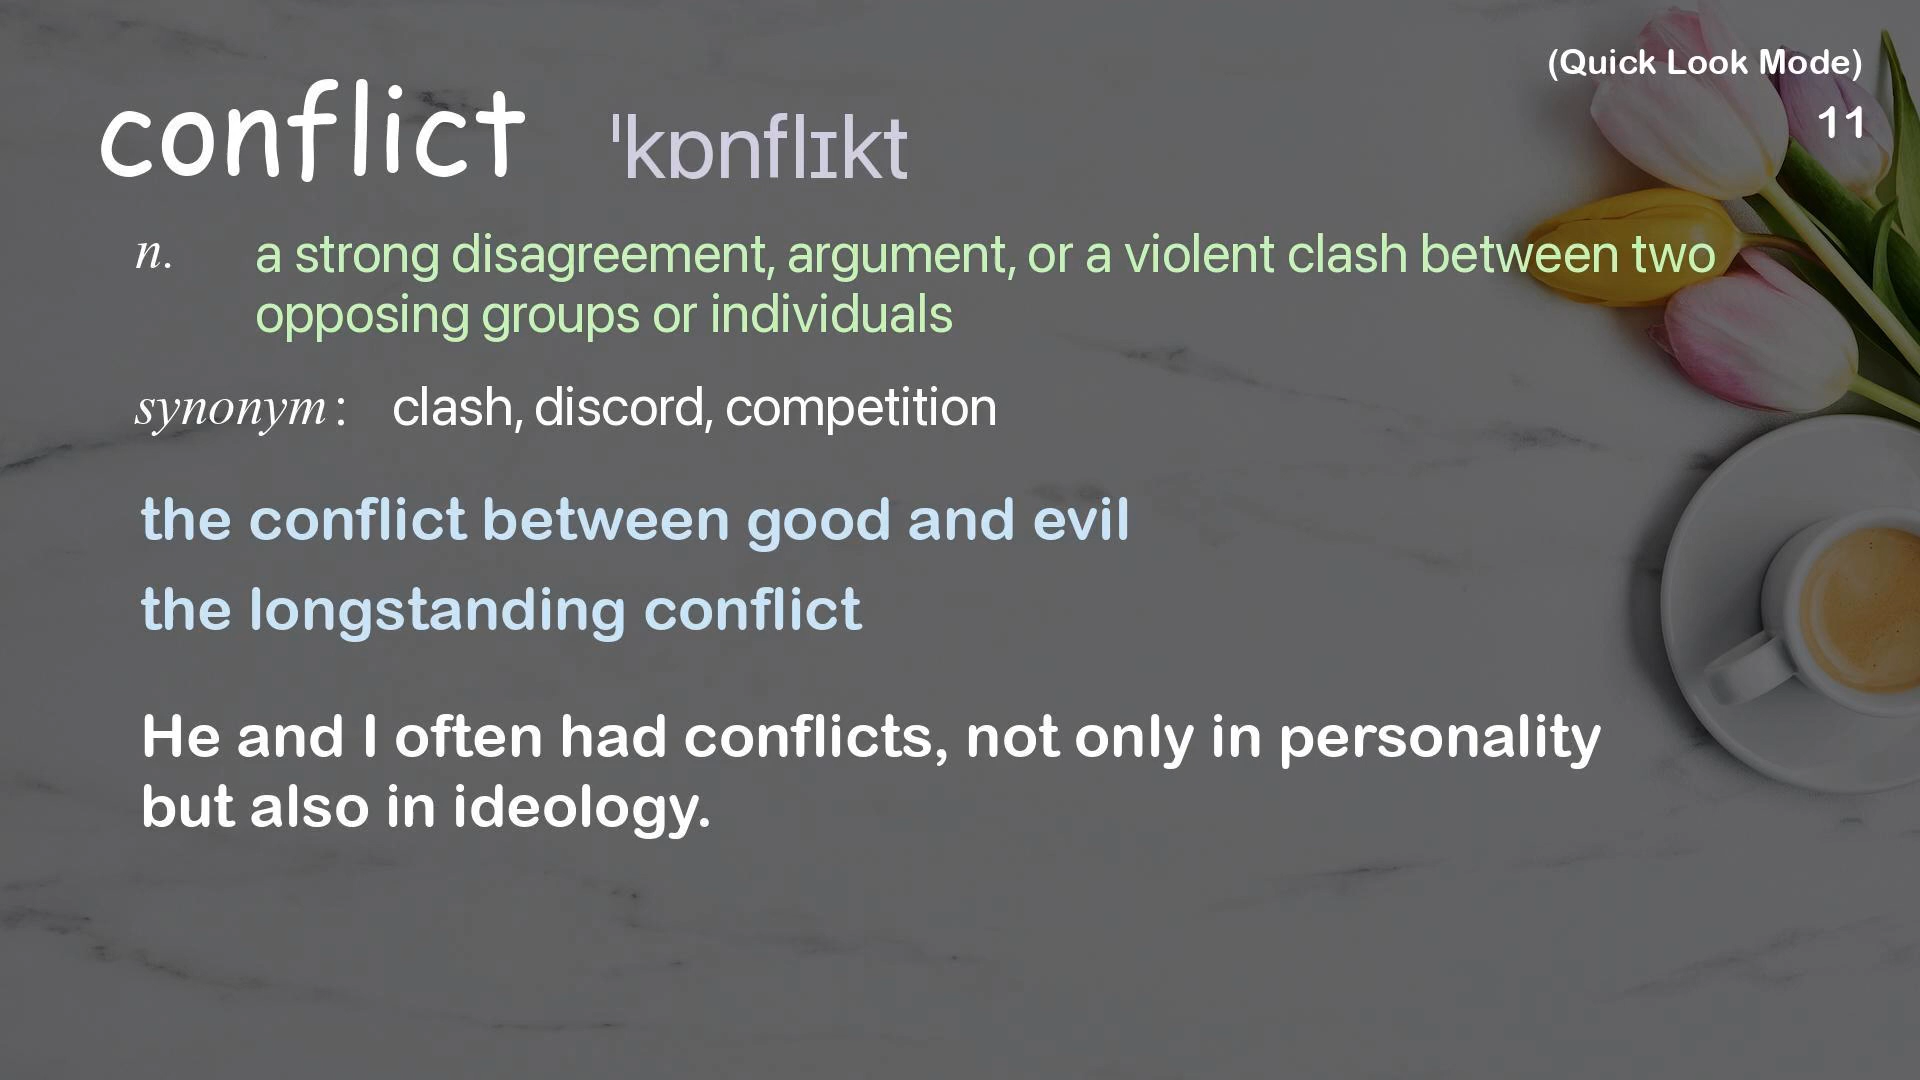 (Quick Look Mode)
11
conflict ˈkɒnflɪkt
n. a strong disagreement, argument, or a violent clash between two
opposing groups or individuals
synonym: clash, discord, competition
the conflict between good and evil
the longstanding conflict
He and I often had conflicts, not only in personality
but also in ideology.